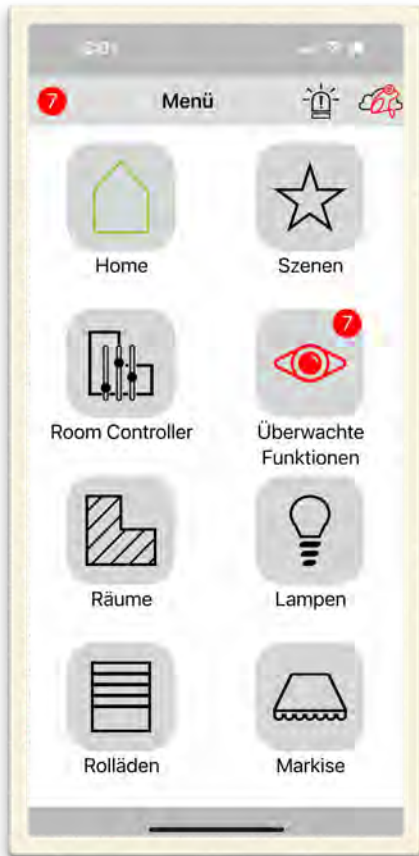 7
Menü
Home
Szenen
7
Room Controller
Überwachte
Funktionen
Räume
Lampen
Rolläden
Markise